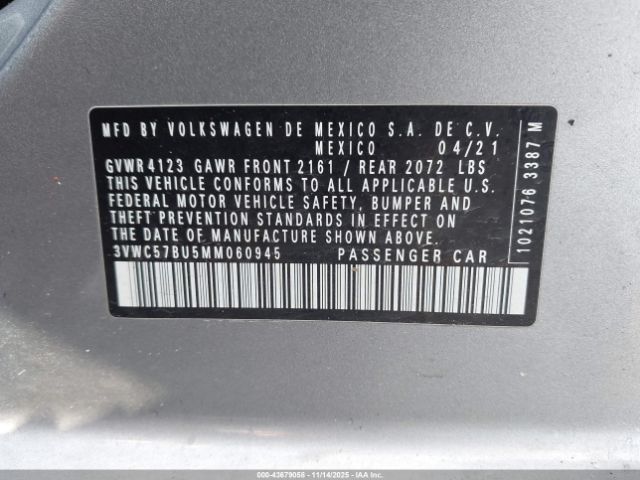 MFD BY VOLKSWAGEN DE MEXICO S.A. DE C.V.
MEXICO 04/21
GVWR 4123 GAWR FRONT 2161 / REAR 2072 LBS
THIS VEHICLE CONFORMS TO ALL APPLICABLE U.S.
FEDERAL MOTOR VEHICLE SAFETY, BUMPER AND
THEFT PREVENTION STANDARDS IN EFFECT ON
THE DATE OF MANUFACTURE SHOWN ABOVE.
3VWC57BU5MM060945 PASSENGER CAR
1021076 3387 M
000-43679056 - 11/14/2025 - IAAI.COM